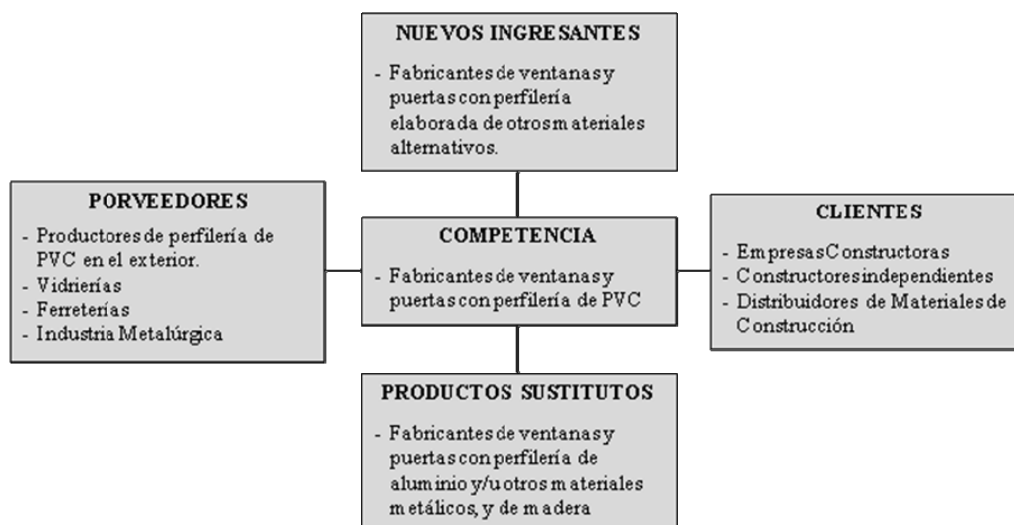 NUEVOS INGRESANTES
- Fabricantes de ventanas y
puertas con perfilería
elaborada de otros materiales
alternativos.
PORVEEDORES
- Productores de perfilería de
PVC en el exterior.
- Vidrierías
- Ferreterías
- Industria Metalúrgica
COMPETENCIA
- Fabricantes de ventanas y
puertas con perfilería de PVC
CLIENTES
- Empresas Constructoras
- Constructores independientes
- Distribuidores de Materiales de
Construcción
PRODUCTOS SUSTITUTOS
- Fabricantes de ventanas y
puertas con perfilería de
aluminio y/u otros materiales
metálicos, y de madera